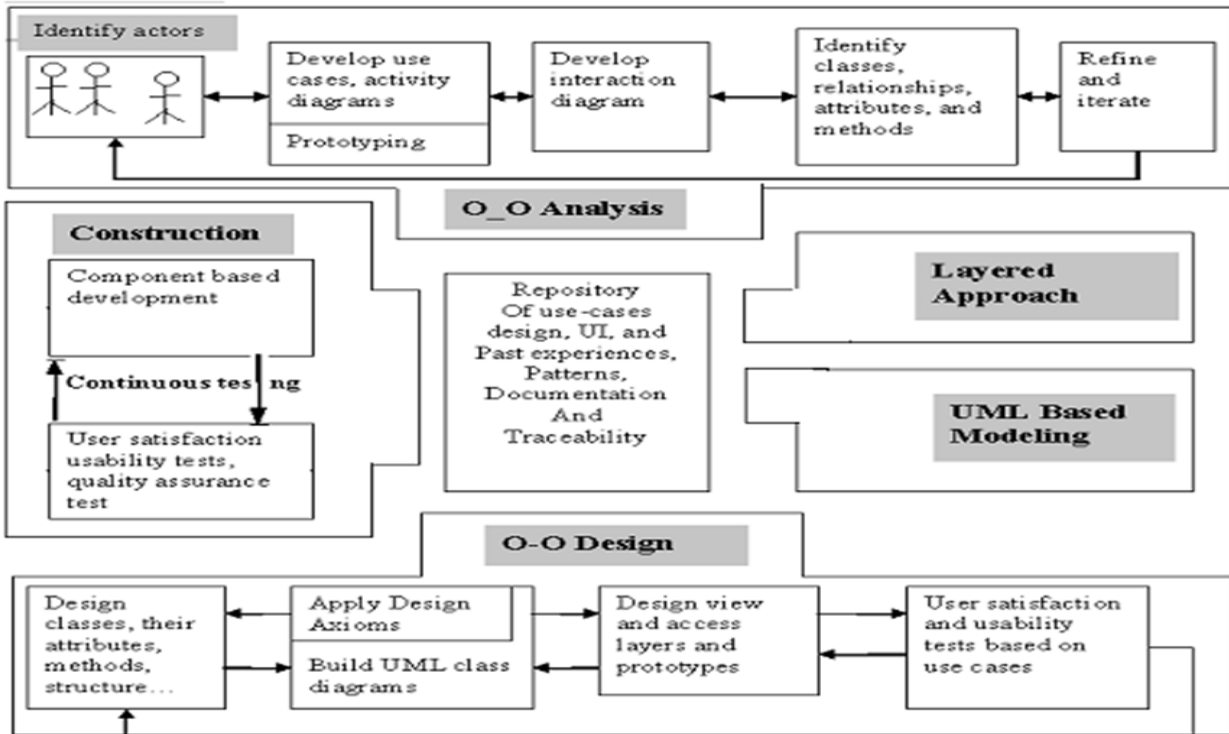 Identify actors
Develop use
cases, activity
diagrams
Prototyping
Develop
interaction
diagram
Identify
classes,
relationships,
attributes, and
methods
Refine
and
iterate
O_O Analysis
Construction
Component based
development
Continuous tes ng
User satisfaction
usability tests,
quality assurance
test
Repository
Of use-cases
design, UI, and
Past experiences,
Patterns,
Documentation
And
Traceability
Layered
Approach
UML Based
Modeling
O-O Design
Design
classes, their
attributes,
methods,
structure...
Apply Design
Axioms
Build UML class
diagrams
Design view
and access
layers and
prototypes
User satisfaction
and usability
tests based on
use cases